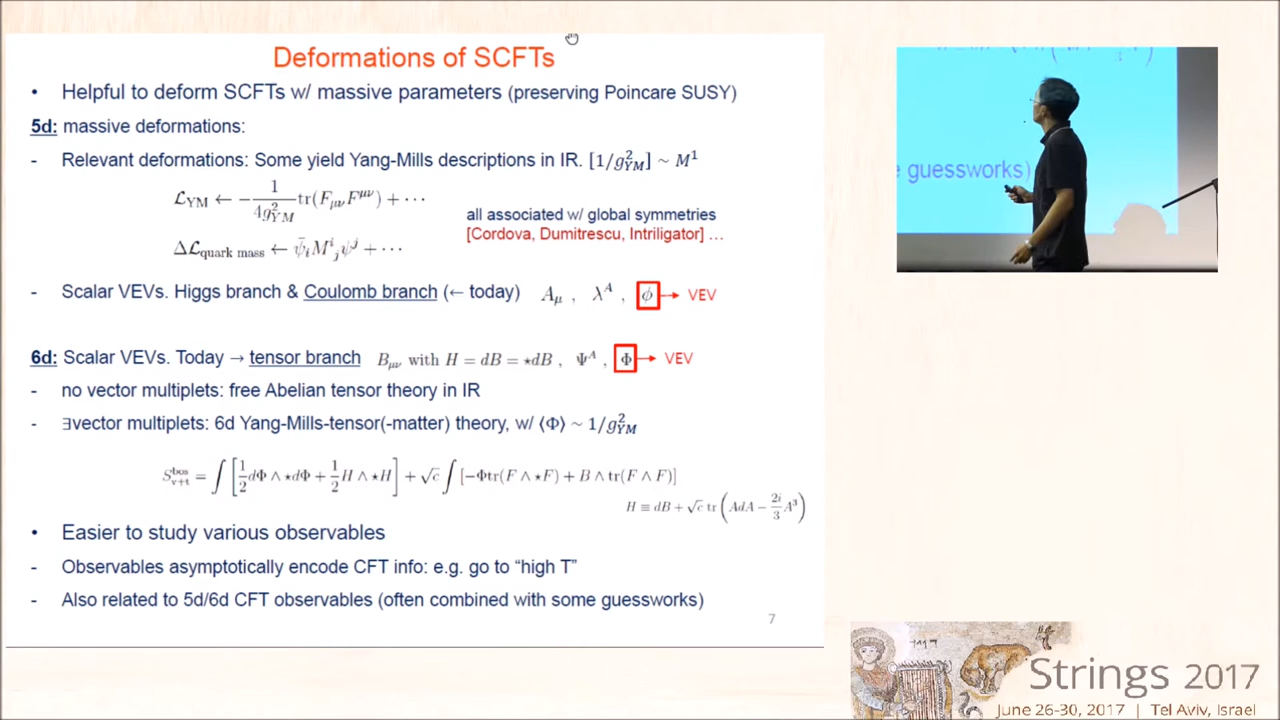 Deformations of SCFTs
• Helpful to deform SCFTs w/ massive parameters (preserving Poincare SUSY)
5d: massive deformations:
- Relevant deformations: Some yield Yang-Mills descriptions in IR. [1/g²_YM] ~ M¹
ℒ_YM ← −1/(4g²_YM) tr(F_μν F^μν) + ⋯
all associated w/ global symmetries
[Cordova, Dumitrescu, Intriligator] ...
Δℒ_quark mass ← ψ̄_i M^i_j ψ^j + ⋯
- Scalar VEVs. Higgs branch & Coulomb branch (← today) A_μ , λ^A , ϕ → VEV
6d: Scalar VEVs. Today → tensor branch B_μν with H = dB = ⋆dB , Ψ^A , Φ → VEV
- no vector multiplets: free Abelian tensor theory in IR
- ∃vector multiplets: 6d Yang-Mills-tensor(-matter) theory, w/ ⟨Φ⟩ ~ 1/g²_YM
S^bos_v+t = ∫ [1/2 dΦ ∧ ⋆dΦ + 1/2 H ∧ ⋆H] + √c ∫ [−Φtr(F ∧ ⋆F) + B ∧ tr(F ∧ F)]
H ≡ dB + √c tr (AdA − 2i/3 A³)
• Easier to study various observables
- Observables asymptotically encode CFT info: e.g. go to “high T”
- Also related to 5d/6d CFT observables (often combined with some guessworks)
7
guessworks)
Strings 2017
June 26-30, 2017 | Tel Aviv, Israel